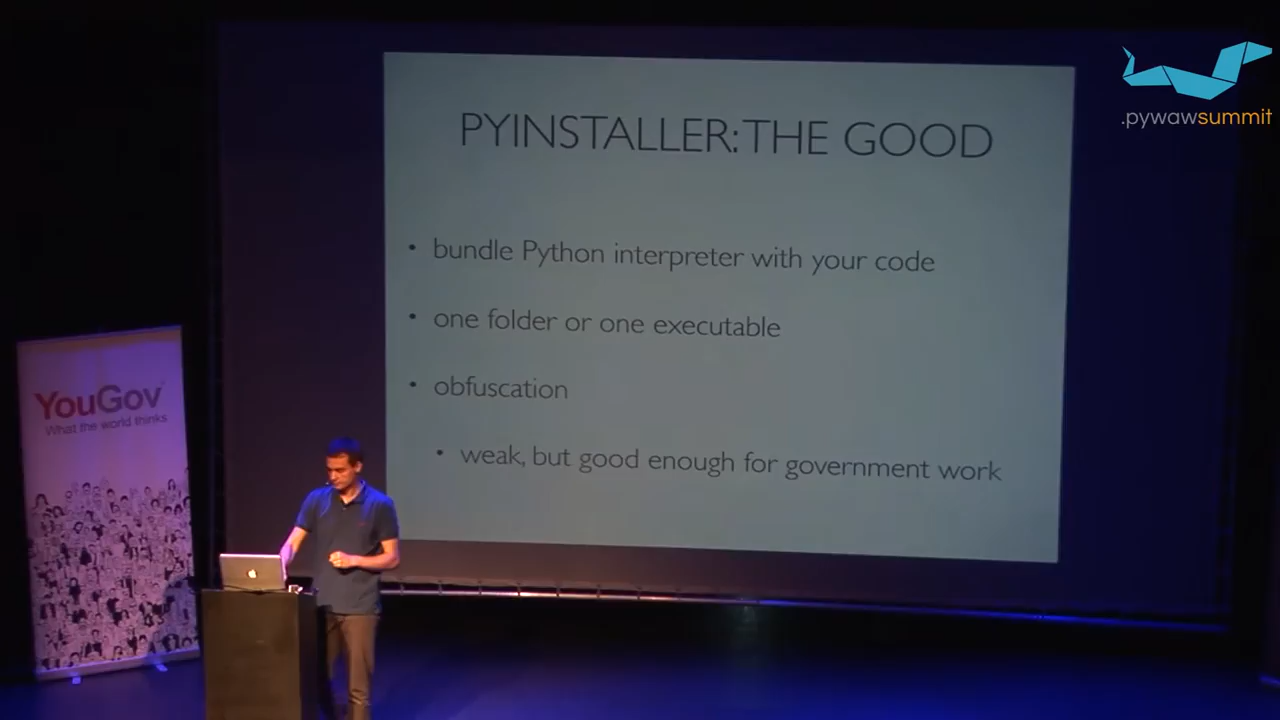 .pywawsummit
PYINSTALLER: THE GOOD
• bundle Python interpreter with your code
• one folder or one executable
• obfuscation
• weak, but good enough for government work
YouGov
What the world thinks